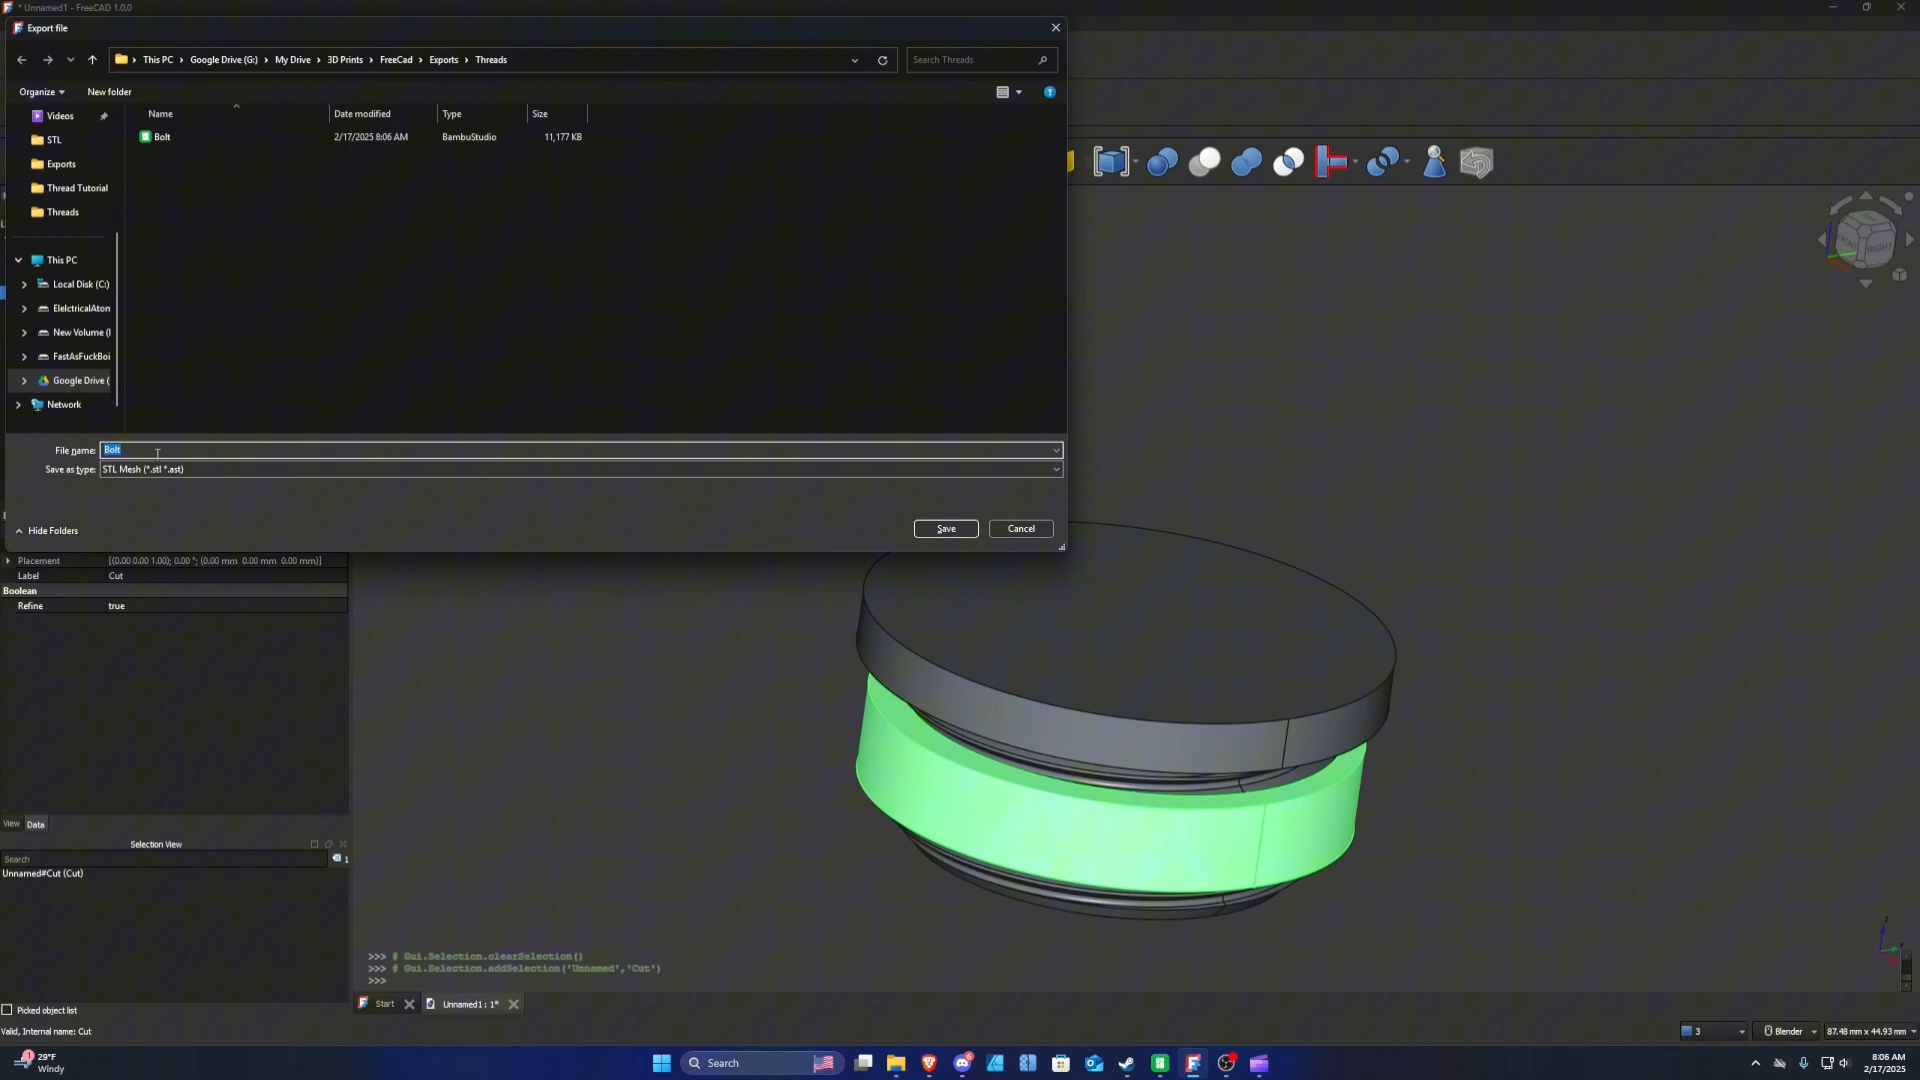 * Unnamed1 - FreeCAD 1.0.0
Export file
This PC > Google Drive (G:) > My Drive > 3D Prints > FreeCad > Exports > Threads
Search Threads
Organize
New folder
Name
Date modified
Type
Size
Videos
Bolt
2/17/2025 8:06 AM
BambuStudio
11,177 KB
STL
Exports
Thread Tutorial
Threads
This PC
Local Disk (C:)
ElelctricalAton
New Volume (
FastAsFuckBoi
Google Drive (
Network
File name: Bolt
Save as type: STL Mesh (*.stl *.ast)
Hide Folders
Save
Cancel
FRONT
RIGHT
Placement [(0.00 0.00 1.00); 0.00 °; (0.00 mm 0.00 mm 0.00 mm)]
Label Cut
Boolean
Refine true
View
Data
Selection View
Search
1
Unnamed#Cut (Cut)
>>> # Gui.Selection.clearSelection()
>>> # Gui.Selection.addSelection('Unnamed','Cut')
>>>
Start
Unnamed1 : 1*
Picked object list
Valid, Internal name: Cut
3
Blender
87.48 mm x 44.93 mm
Z
1
29°F
Windy
Search
6
8:06 AM
2/17/2025